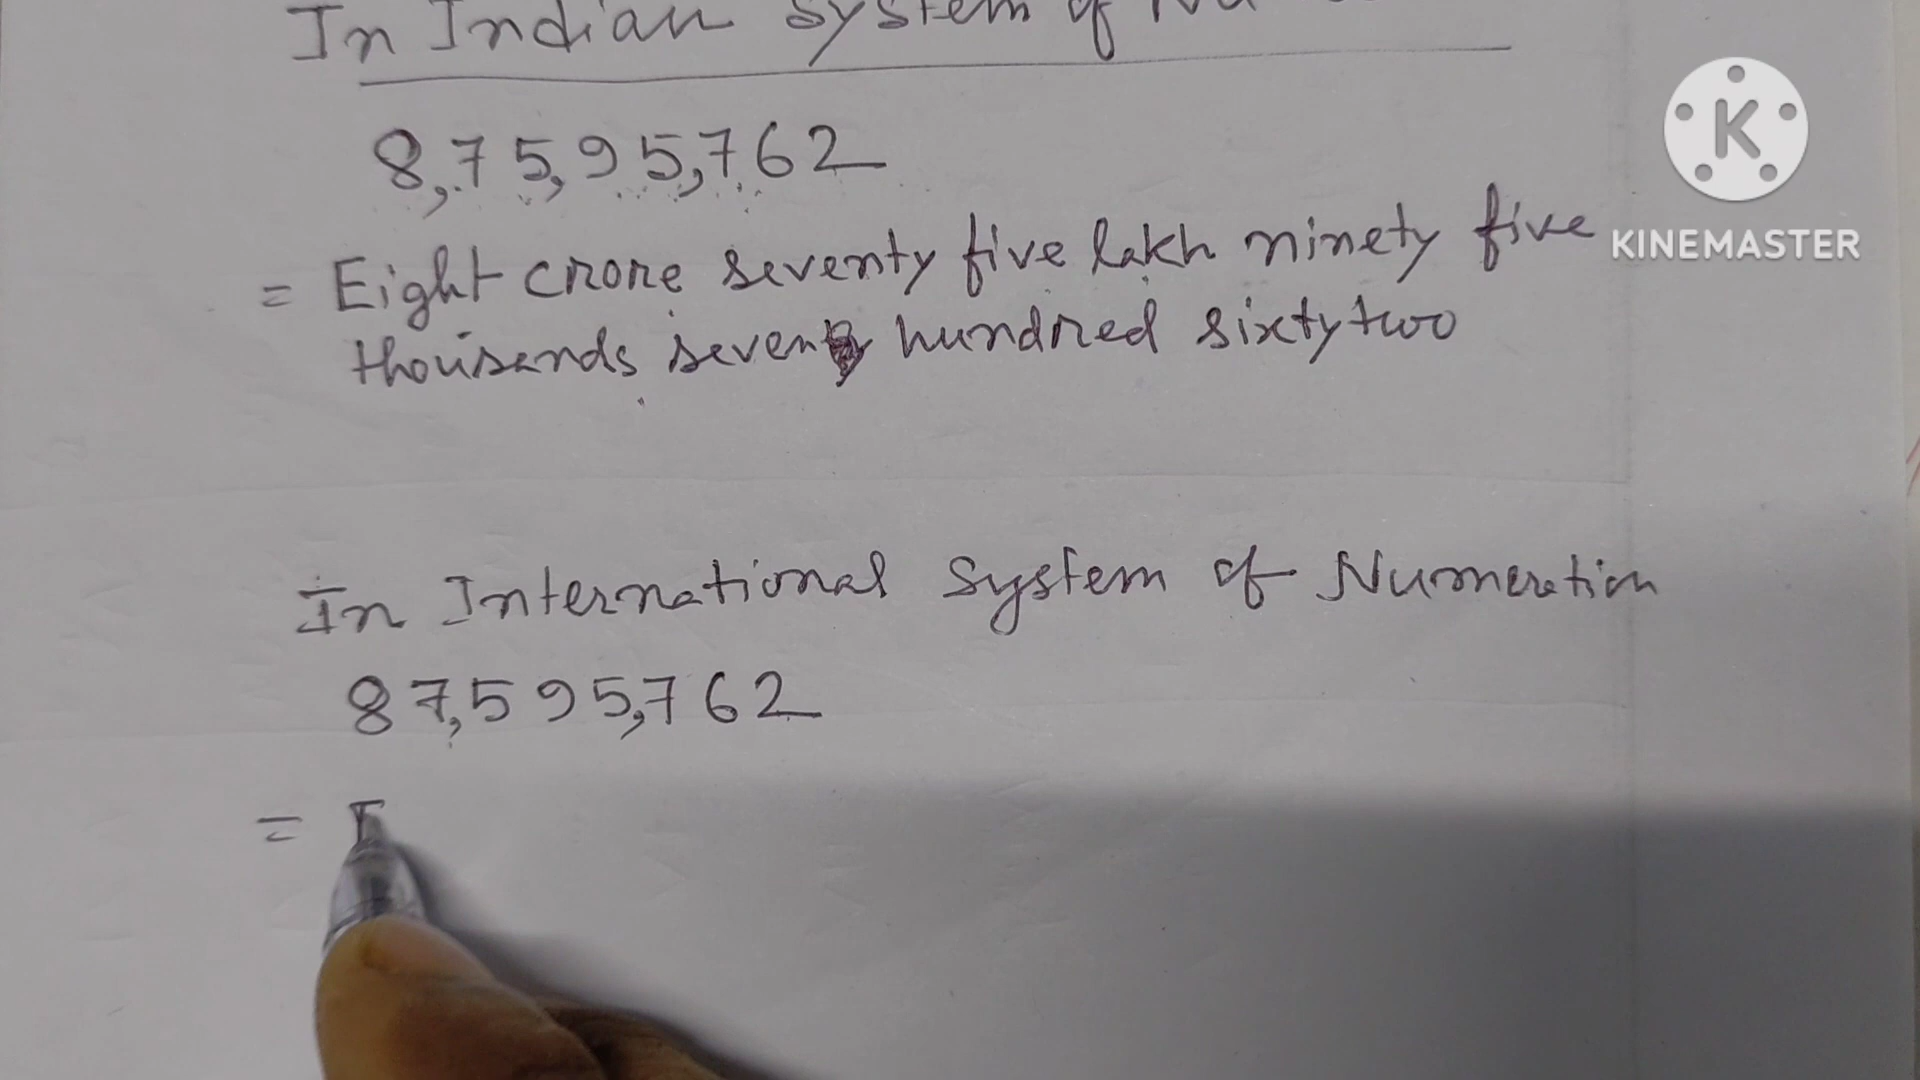 In Indian System of Nu
8,75,95,762
= Eight crore seventy five lakh ninety five
thousands seven hundred sixty two
In International System of Numeration
87,595,762
=
K
KINEMASTER